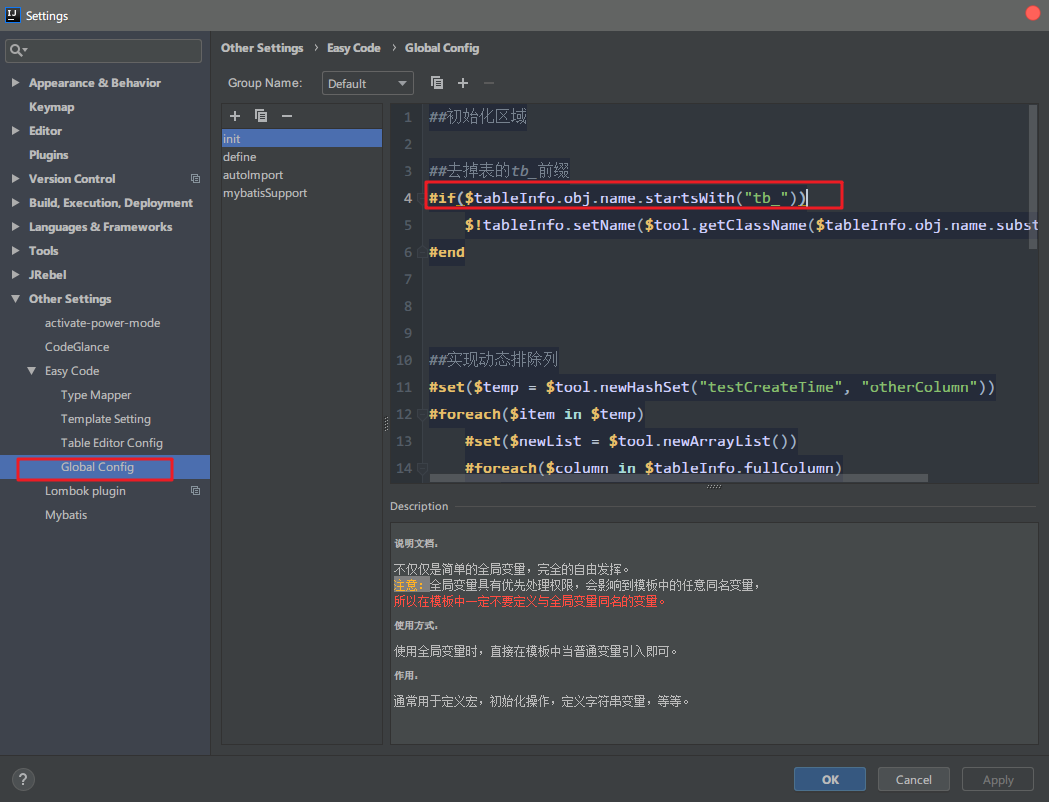 Settings
Other Settings › Easy Code › Global Config
Group Name: Default
Appearance & Behavior
Keymap
Editor
Plugins
Version Control
Build, Execution, Deployment
Languages & Frameworks
Tools
JRebel
Other Settings
activate-power-mode
CodeGlance
Easy Code
Type Mapper
Template Setting
Table Editor Config
Global Config
Lombok plugin
Mybatis
init
define
autoImport
mybatisSupport
1 ##初始化区域
2
3 ##去掉表的tb_前缀
4 #if($tableInfo.obj.name.startsWith("tb_"))
5 $!tableInfo.setName($tool.getClassName($tableInfo.obj.name.subst
6 #end
7
8
9
10 ##实现动态排除列
11 #set($temp = $tool.newHashSet("testCreateTime", "otherColumn"))
12 #foreach($item in $temp)
13 #set($newList = $tool.newArrayList())
14 #foreach($column in $tableInfo.fullColumn)
Description
说明文档。
不仅仅是简单的全局变量，完全的自由发挥。
注意：全局变量具有优先处理权限，会影响到模板中的任意同名变量，
所以在模板中一定不要定义与全局变量同名的变量。
使用方式。
使用全局变量时，直接在模板中当普通变量引入即可。
作用。
通常用于定义宏，初始化操作，定义字符串变量，等等。
?
OK
Cancel
Apply